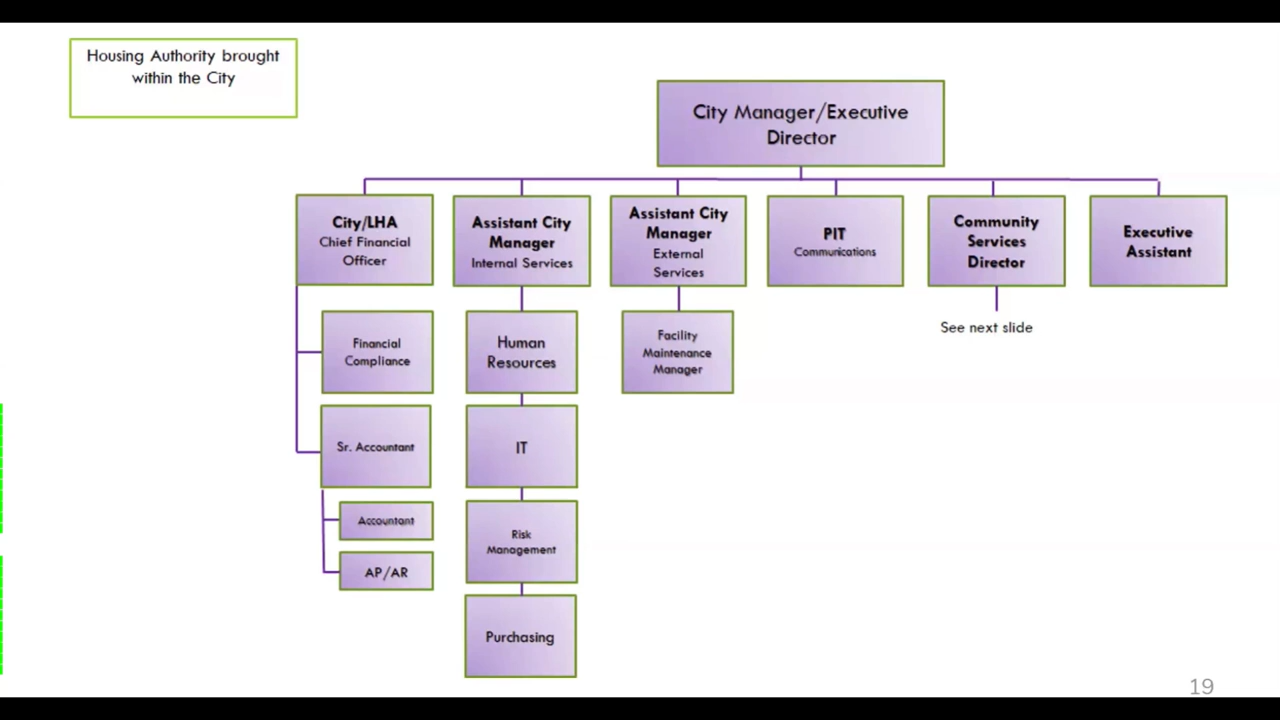 Housing Authority brought
within the City
City Manager/Executive
Director
City/LHA
Chief Financial
Officer
Assistant City
Manager
Internal Services
Assistant City
Manager
External
Services
PIT
Communications
Community
Services
Director
Executive
Assistant
Financial
Compliance
Human
Resources
Facility
Maintenance
Manager
See next slide
Sr. Accountant
IT
Accountant
AP/AR
Risk
Management
Purchasing
19